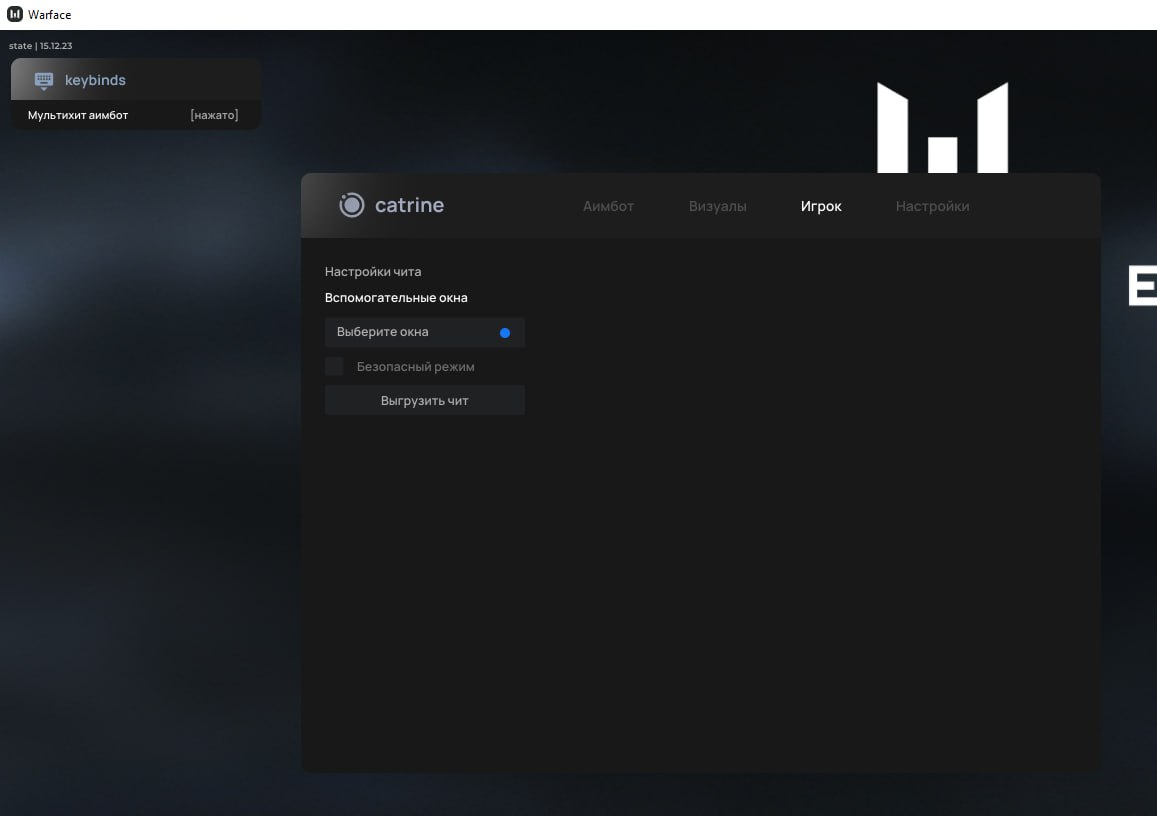 Warface
state | 15.12.23
keybinds
Мультихит аимбот [нажато]
catrine Аимбот Визуалы Игрок Настройки
Настройки чита
Вспомогательные окна
Выберите окна
Безопасный режим
Выгрузить чит
E